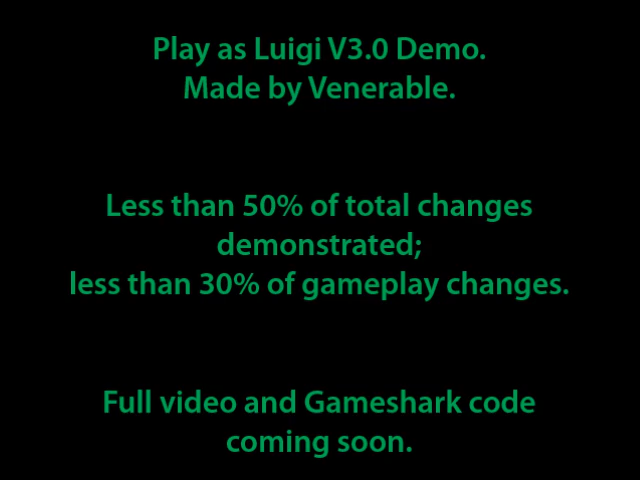 Play as Luigi V3.0 Demo.
Made by Venerable.
Less than 50% of total changes
demonstrated;
less than 30% of gameplay changes.
Full video and Gameshark code
coming soon.